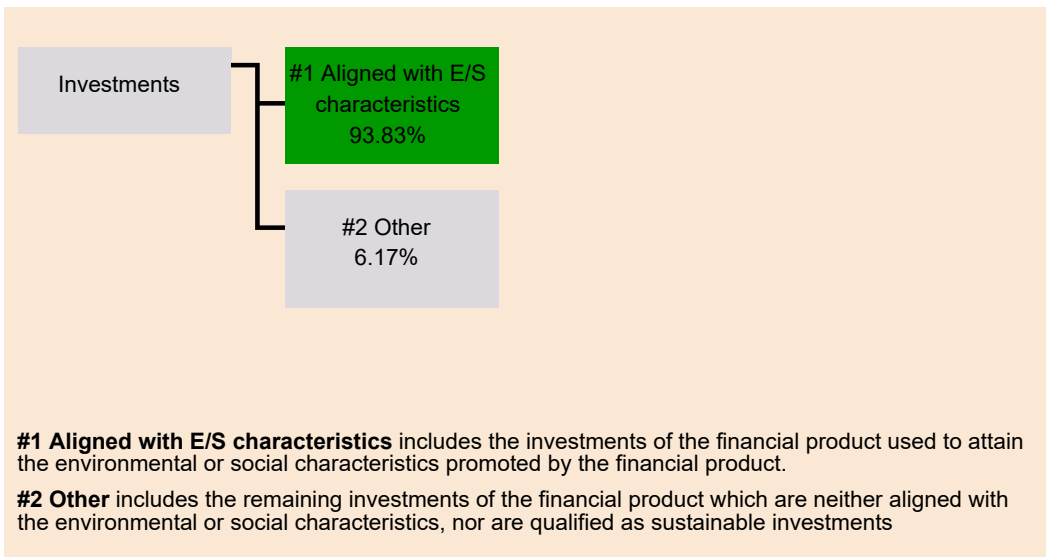 Investments
#1 Aligned with E/S
characteristics
93.83%
#2 Other
6.17%
#1 Aligned with E/S characteristics includes the investments of the financial product used to attain
the environmental or social characteristics promoted by the financial product.
#2 Other includes the remaining investments of the financial product which are neither aligned with
the environmental or social characteristics, nor are qualified as sustainable investments